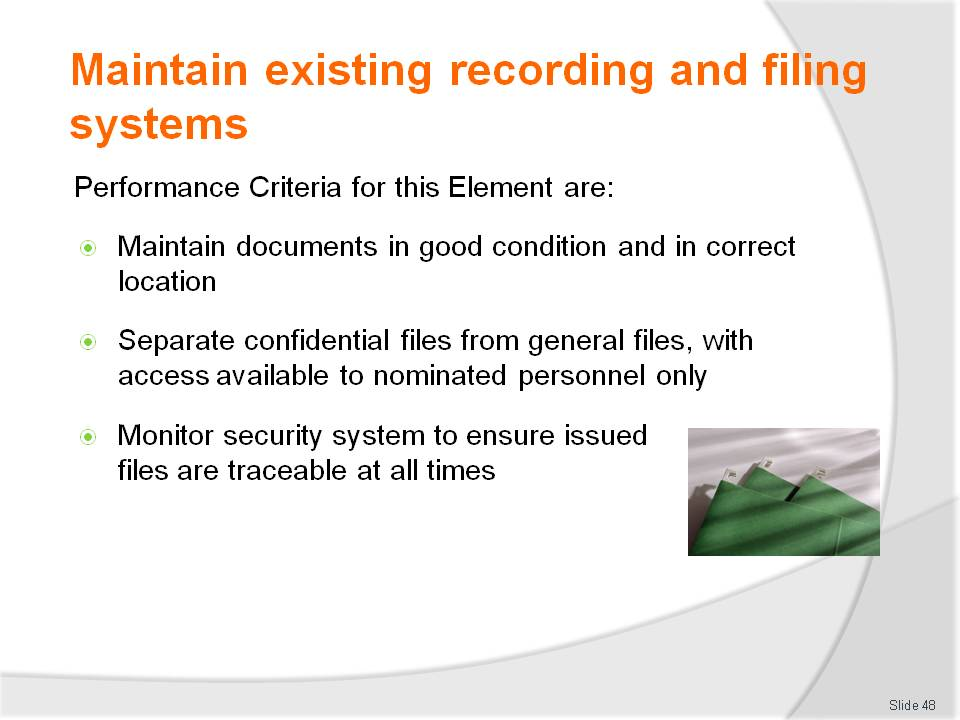 Maintain existing recording and filing
systems
Performance Criteria for this Element are:
Maintain documents in good condition and in correct
location
Separate confidential files from general files, with
access available to nominated personnel only
Monitor security system to ensure issued
files are traceable at all times
Slide 48